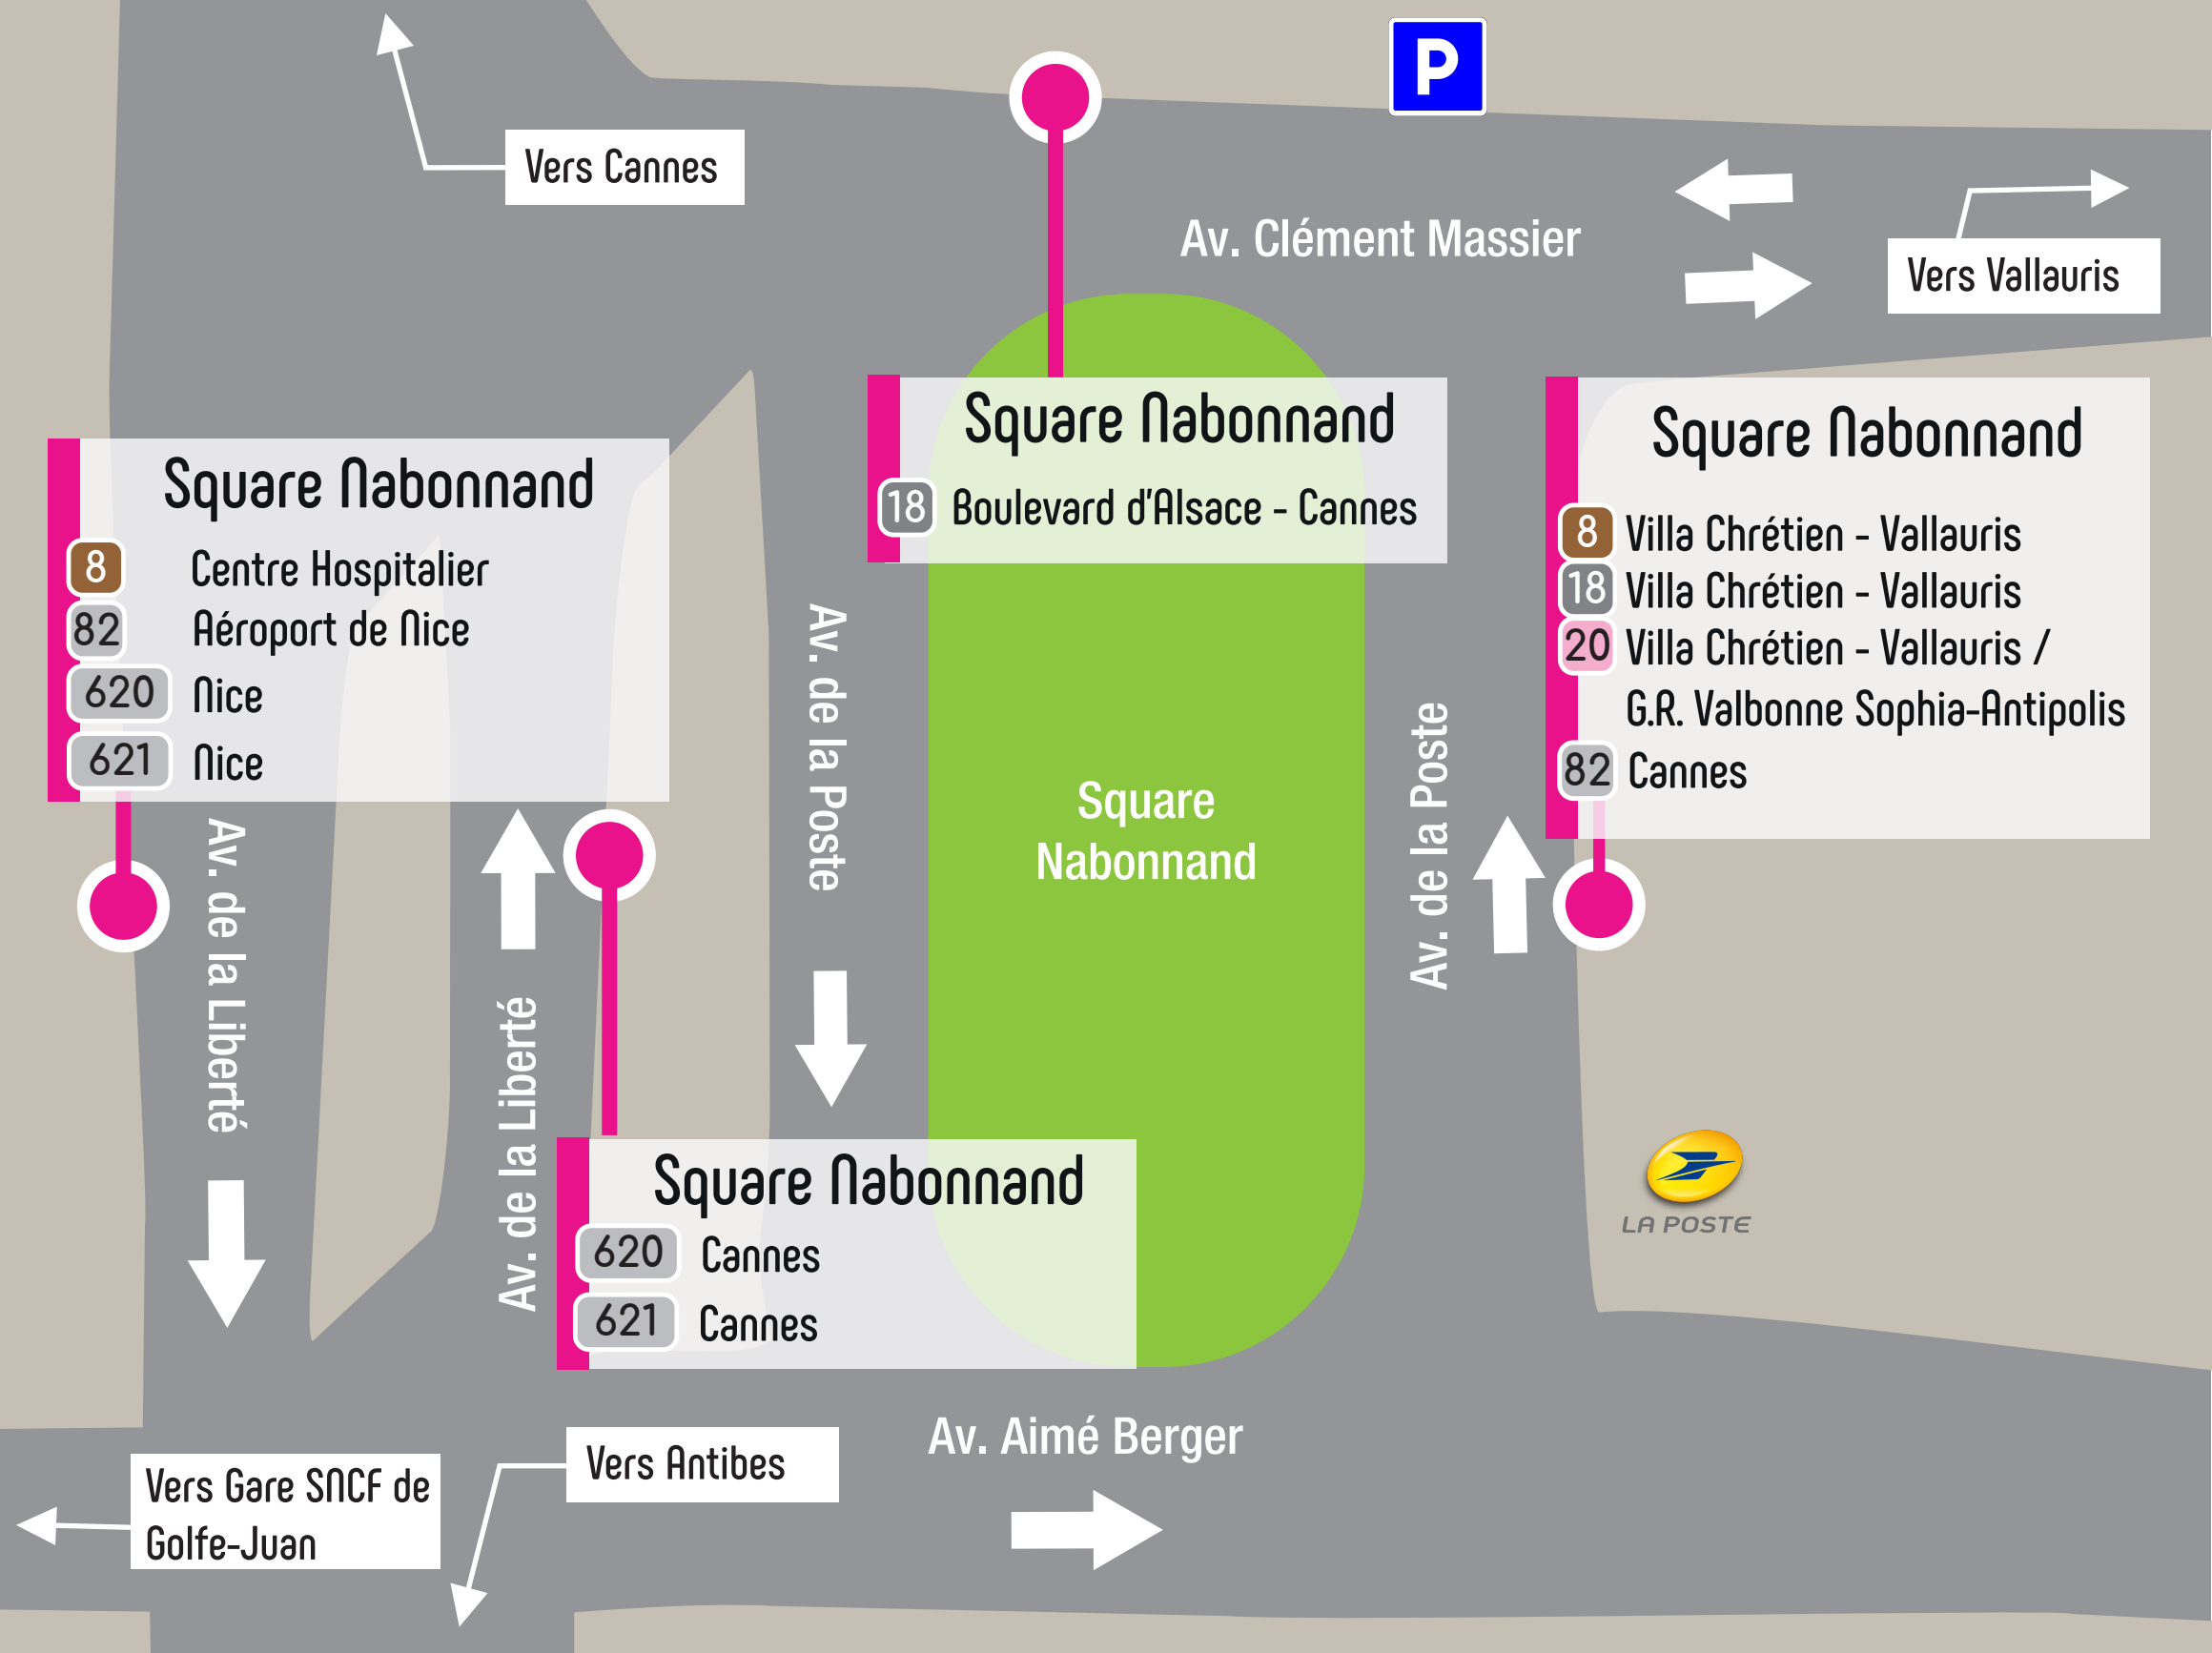 P
Vers Cannes
Av. Clément Massier
Vers Vallauris
Square Nabonnand
8 Centre Hospitalier
82 Aéroport de Nice
620 Nice
621 Nice
Square Nabonnand
18 Boulevard d'Alsace - Cannes
Square Nabonnand
8 Villa Chrétien - Vallauris
18 Villa Chrétien - Vallauris
20 Villa Chrétien - Vallauris /
G.R. Valbonne Sophia-Antipolis
82 Cannes
Av. de la Liberté
Av. de la Liberté
Av. de la Poste
Square
Nabonnand
Av. de la Poste
Square Nabonnand
620 Cannes
621 Cannes
LA POSTE
Av. Aimé Berger
Vers Antibes
Vers Gare SNCF de
Golfe-Juan